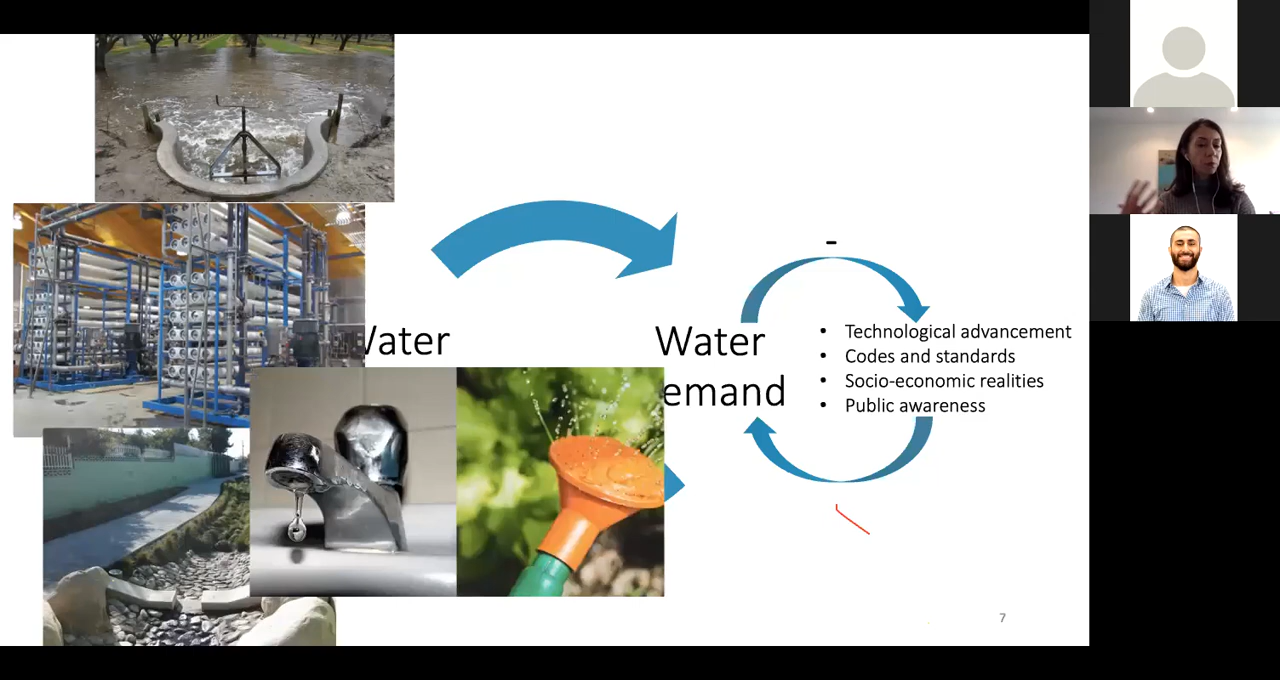 -
Water
Water
emand
• Technological advancement
• Codes and standards
• Socio-economic realities
• Public awareness
7